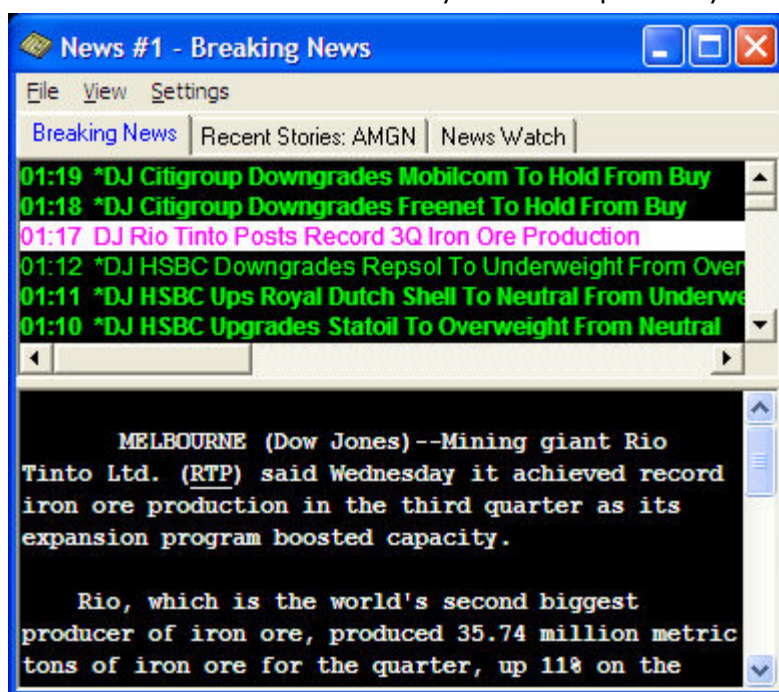 News #1 - Breaking News
File View Settings
Breaking News Recent Stories: AMGN News Watch
01:19 *DJ Citigroup Downgrades Mobilcom To Hold From Buy
01:18 *DJ Citigroup Downgrades Freenet To Hold From Buy
01:17 DJ Rio Tinto Posts Record 3Q Iron Ore Production
01:12 *DJ HSBC Downgrades Repsol To Underweight From Over
01:11 *DJ HSBC Ups Royal Dutch Shell To Neutral From Underwe
01:10 *DJ HSBC Upgrades Statoil To Overweight From Neutral
MELBOURNE (Dow Jones)--Mining giant Rio
Tinto Ltd. (RTP) said Wednesday it achieved record
iron ore production in the third quarter as its
expansion program boosted capacity.
Rio, which is the world's second biggest
producer of iron ore, produced 35.74 million metric
tons of iron ore for the quarter, up 11% on the